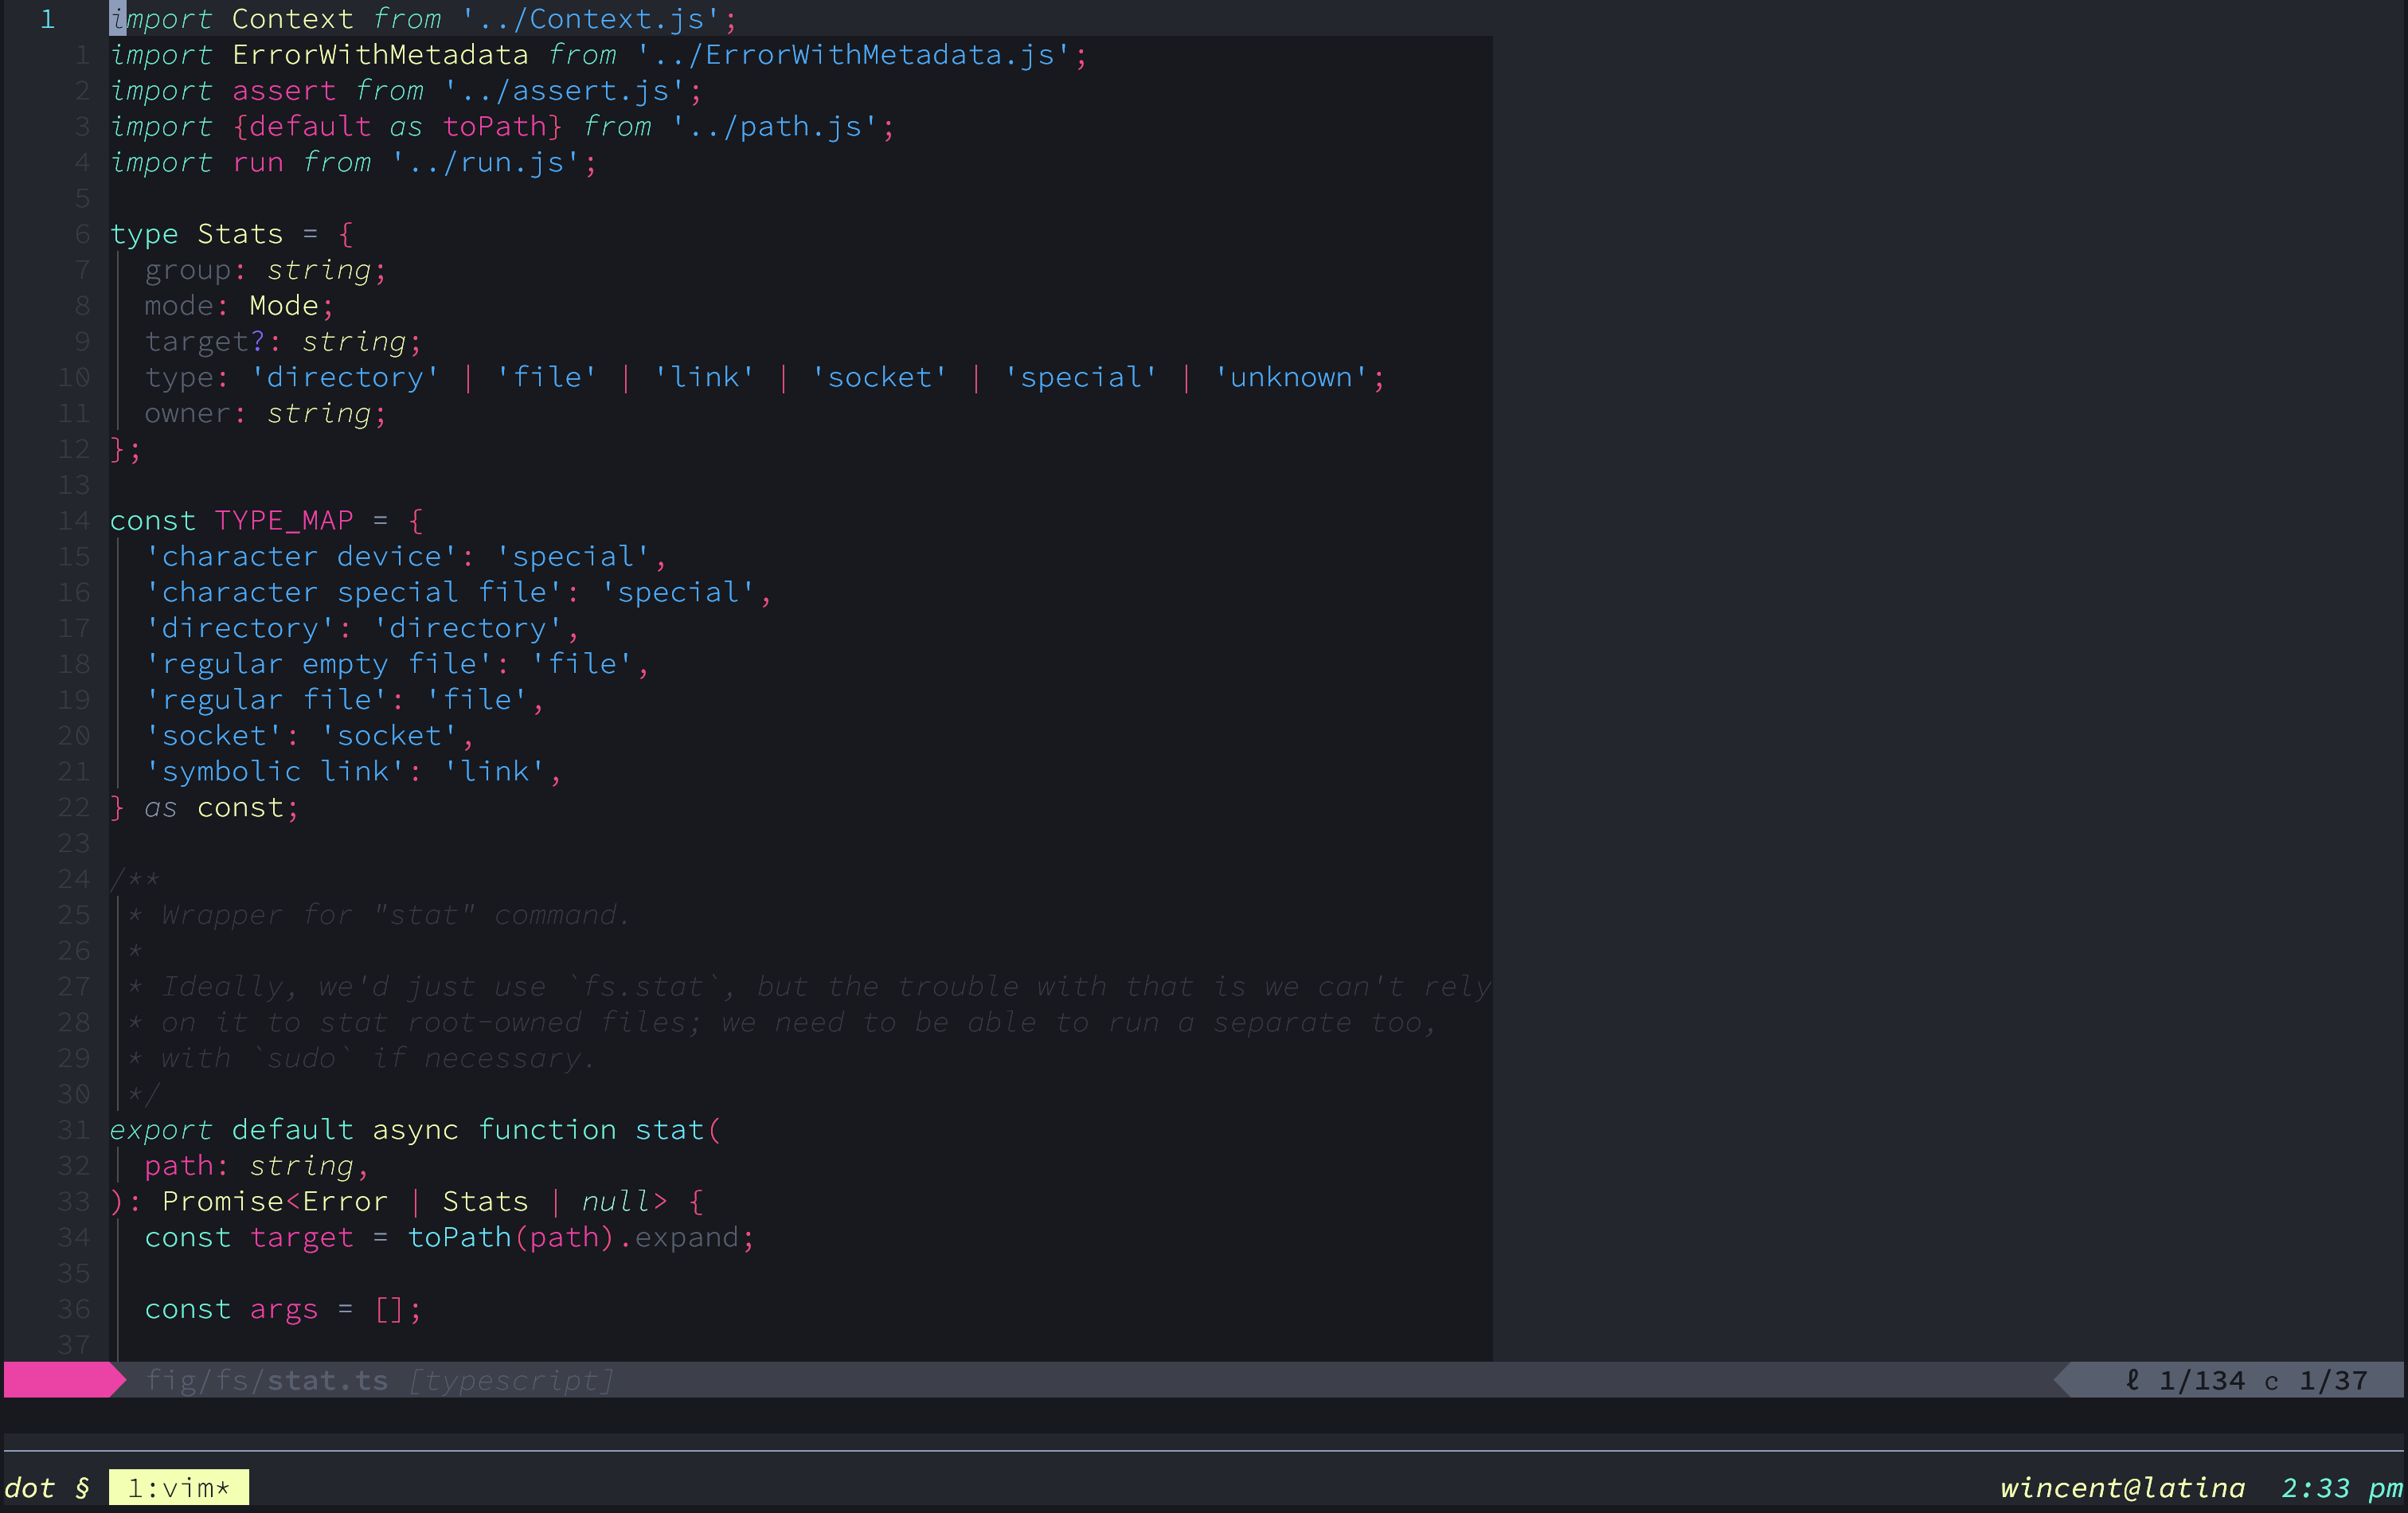 1 import Context from '../Context.js';
1 import ErrorWithMetadata from '../ErrorWithMetadata.js';
2 import assert from '../assert.js';
3 import {default as toPath} from '../path.js';
4 import run from '../run.js';
5
6 type Stats = {
7   group: string;
8   mode: Mode;
9   target?: string;
10   type: 'directory' | 'file' | 'link' | 'socket' | 'special' | 'unknown';
11   owner: string;
12 };
13
14 const TYPE_MAP = {
15   'character device': 'special',
16   'character special file': 'special',
17   'directory': 'directory',
18   'regular empty file': 'file',
19   'regular file': 'file',
20   'socket': 'socket',
21   'symbolic link': 'link',
22 } as const;
23
24 /**
25  * Wrapper for "stat" command.
26  *
27  * Ideally, we'd just use `fs.stat`, but the trouble with that is we can't rely
28  * on it to stat root-owned files; we need to be able to run a separate too,
29  * with `sudo` if necessary.
30  */
31 export default async function stat(
32   path: string,
33 ): Promise<Error | Stats | null> {
34   const target = toPath(path).expand;
35
36   const args = [];
37
fig/fs/stat.ts [typescript] ℓ 1/134 c 1/37
dot § 1:vim* wincent@latina 2:33 pm